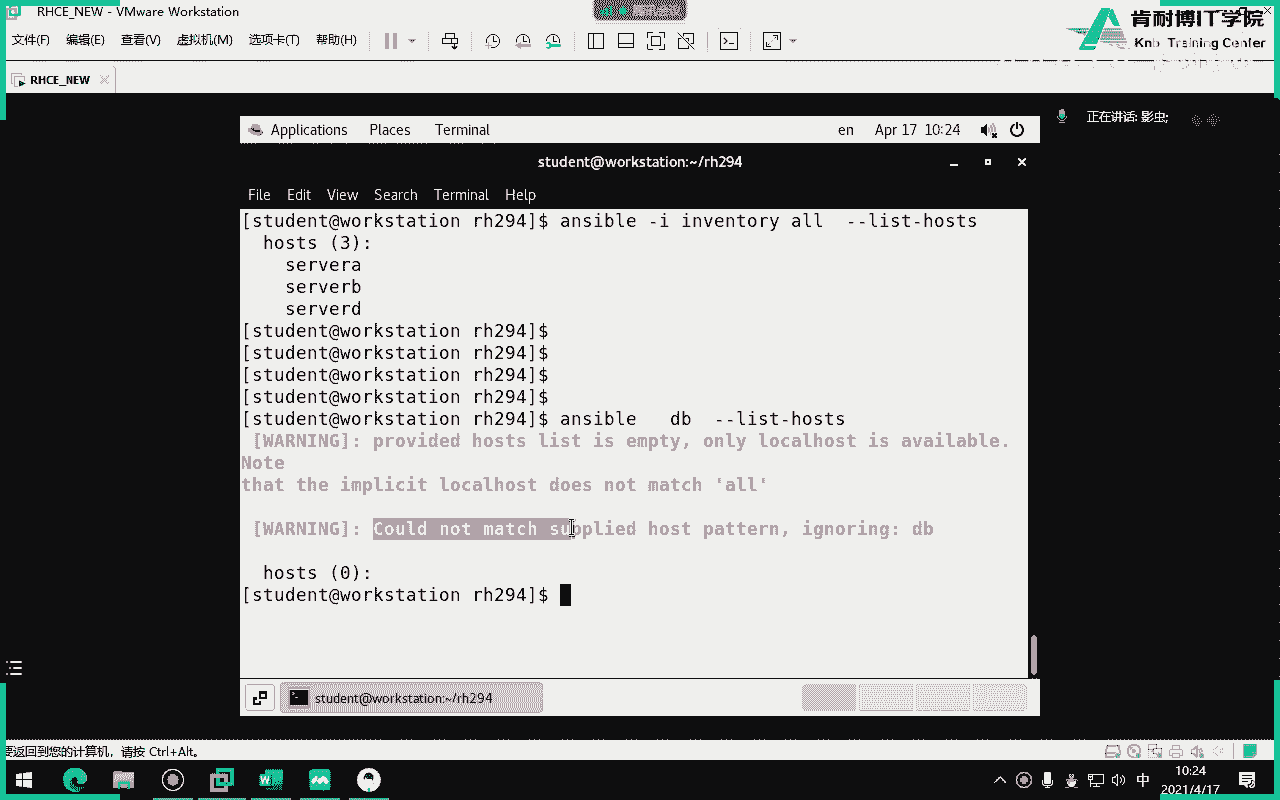 RHCE_NEW - VMware Workstation
肯耐博IT学院
Knb Training Center
文件(F) 编辑(E) 查看(V) 虚拟机(M) 选项卡(T) 帮助(H)
RHCE_NEW
正在讲话: 影虫;
Applications Places Terminal en Apr 17 10:24
student@workstation:~/rh294
File Edit View Search Terminal Help
[student@workstation rh294]$ ansible -i inventory all --list-hosts
hosts (3):
servera
serverb
serverd
[student@workstation rh294]$
[student@workstation rh294]$
[student@workstation rh294]$
[student@workstation rh294]$
[student@workstation rh294]$ ansible db --list-hosts
[WARNING]: provided hosts list is empty, only localhost is available.
Note
that the implicit localhost does not match 'all'
[WARNING]: Could not match supplied host pattern, ignoring: db
hosts (0):
[student@workstation rh294]$
student@workstation:~/rh294
要返回到您的计算机，请按 Ctrl+Alt。
中
10:24
2021/4/17